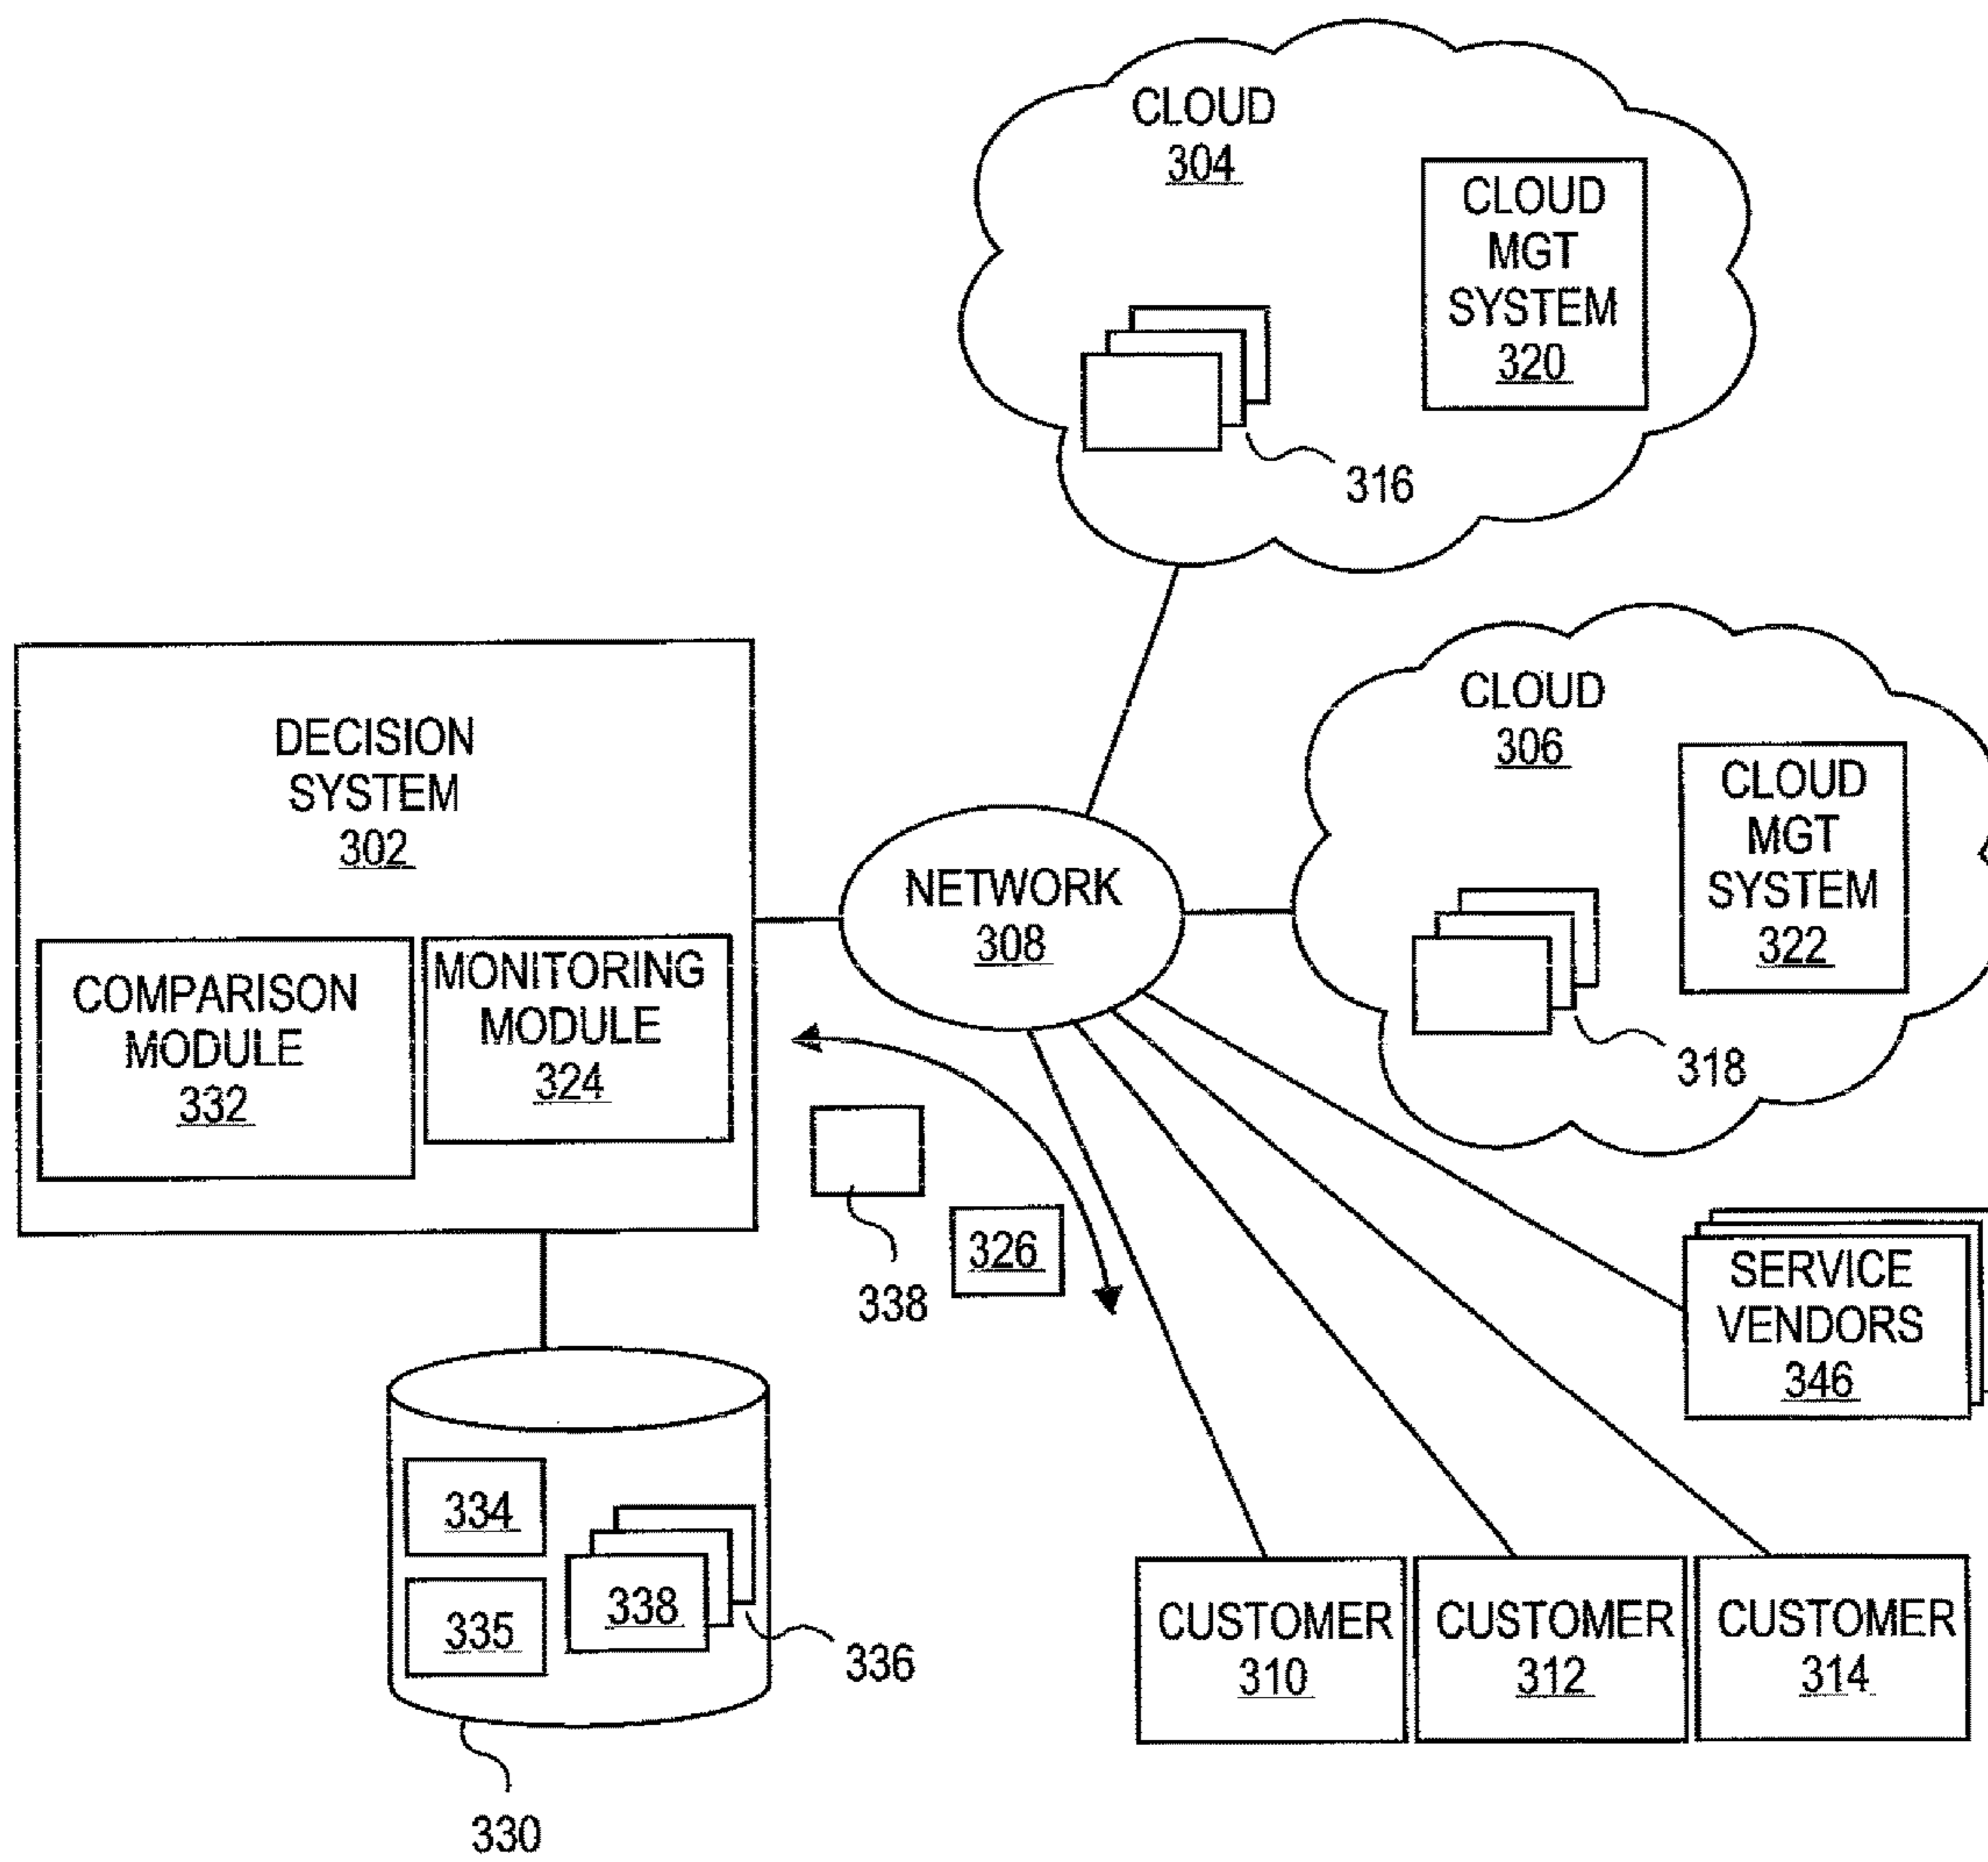 CLOUD
304
CLOUD
MGT
SYSTEM
320
316
CLOUD
306
CLOUD
MGT
SYSTEM
322
318
DECISION
SYSTEM
302
COMPARISON
MODULE
332
MONITORING
MODULE
324
NETWORK
308
338
326
SERVICE
VENDORS
346
334
335
338
336
330
CUSTOMER
310
CUSTOMER
312
CUSTOMER
314